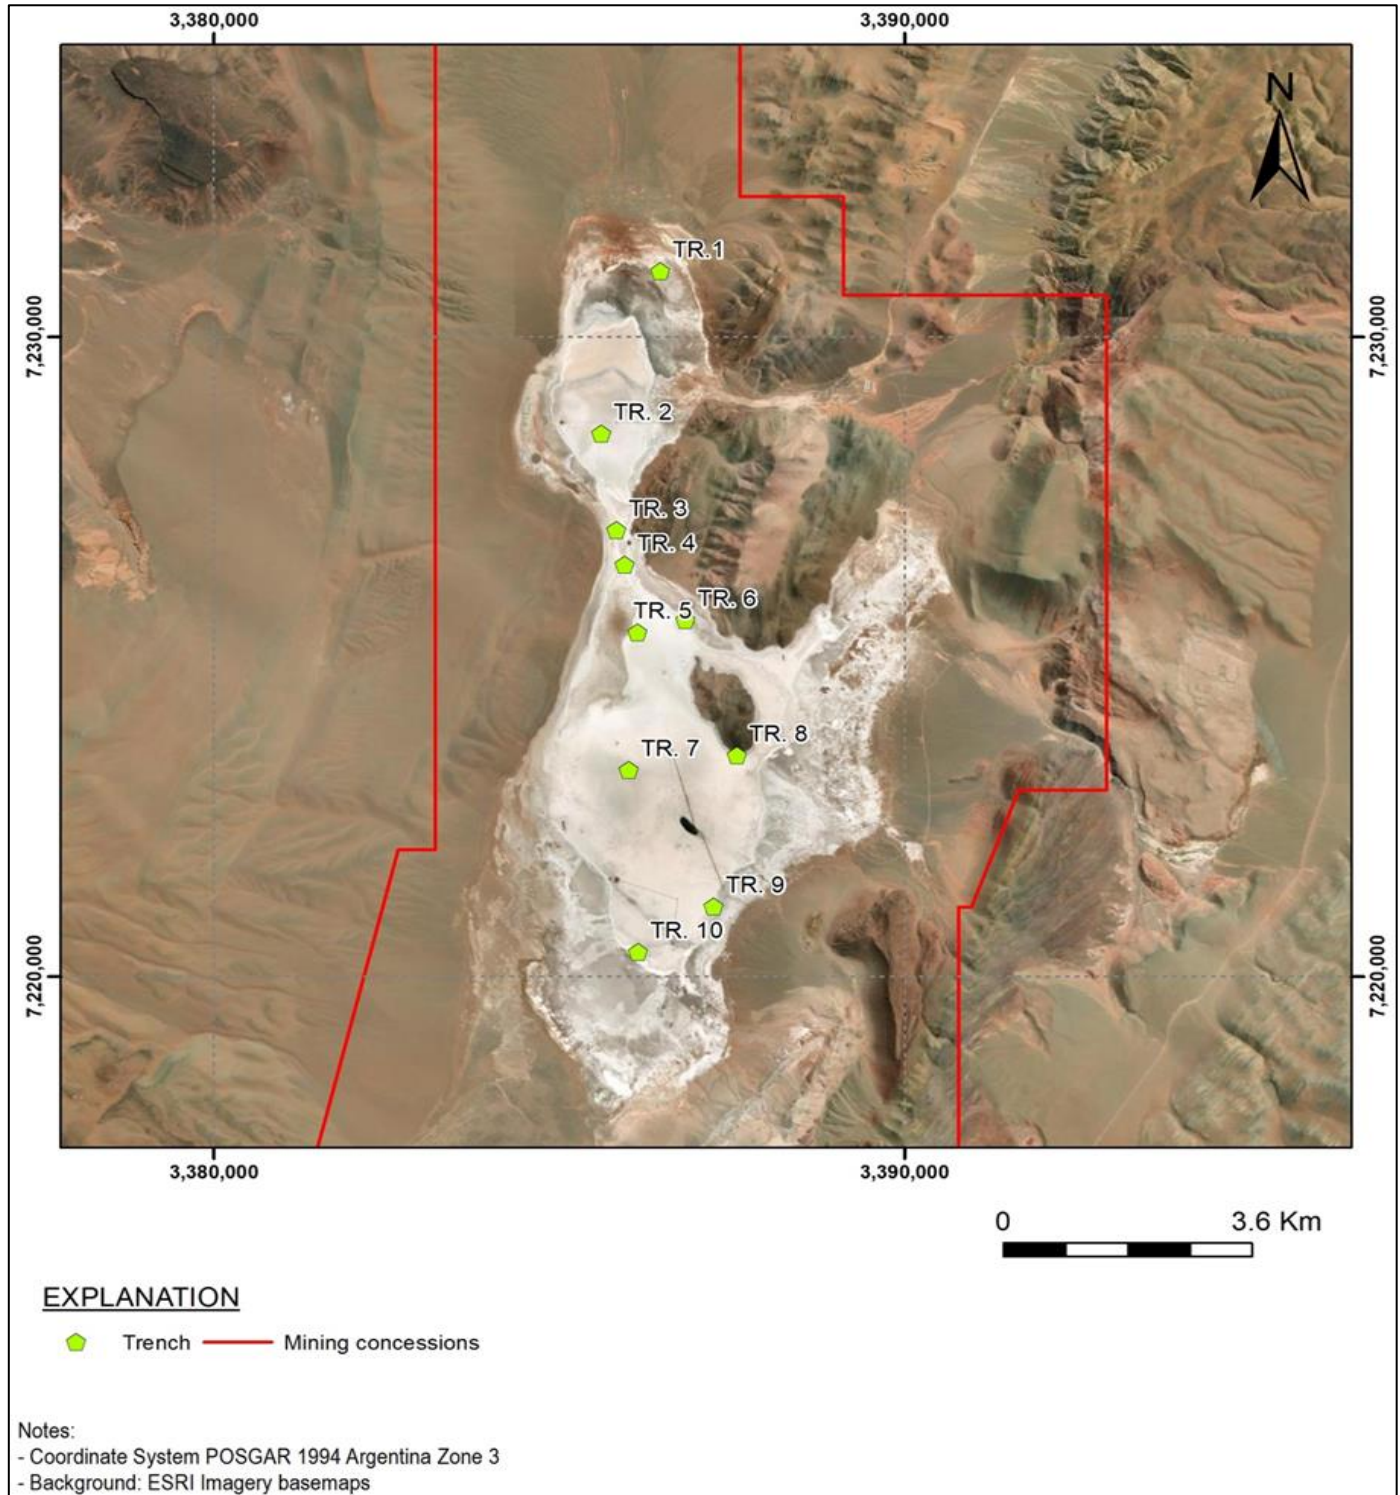 3,380,000
3,390,000
N
TR.1
7,230,000
7,230,000
TR. 2
TR. 3
TR. 4
TR. 6
TR. 5
TR. 8
TR. 7
TR. 9
TR. 10
7,220,000
7,220,000
3,380,000
3,390,000
0
3.6 Km
EXPLANATION
Trench
Mining concessions
Notes:
- Coordinate System POSGAR 1994 Argentina Zone 3
- Background: ESRI Imagery basemaps